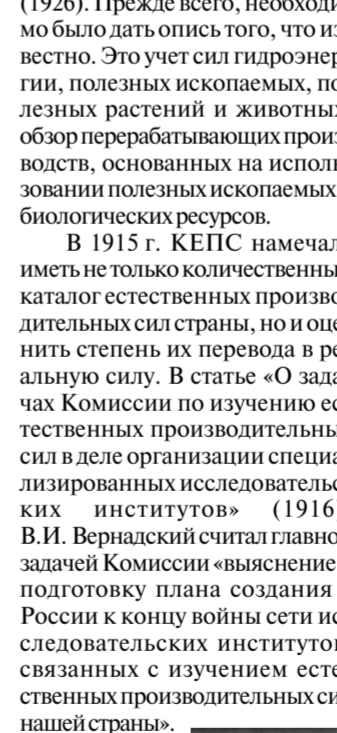 (1926). Прежде всего, необходи
мо было дать опись того, что из
вестно. Это учет сил гидроэнер
гии, полезных ископаемых, по
лезных растений и животных
обзор перерабатывающих произ
водств, основанных на исполь
зовании полезных ископаемых
биологических ресурсов.
В 1915 г. КЕПС намечал
иметь не только количественны
каталог естественных произво
дительных сил страны, но и оце
нить степень их перевода в ре
альную силу. В статье «О зада
чах Комиссии по изучению ес
тественных производительны
сил в деле организации специа
лизированных исследовательс
ких институтов» (1916)
В.И. Вернадский считал главно
задачей Комиссии «выяснение
подготовку плана создания
России к концу войны сети ис
следовательских институтов
связанных с изучением есте
ственных производительных си
нашей страны».